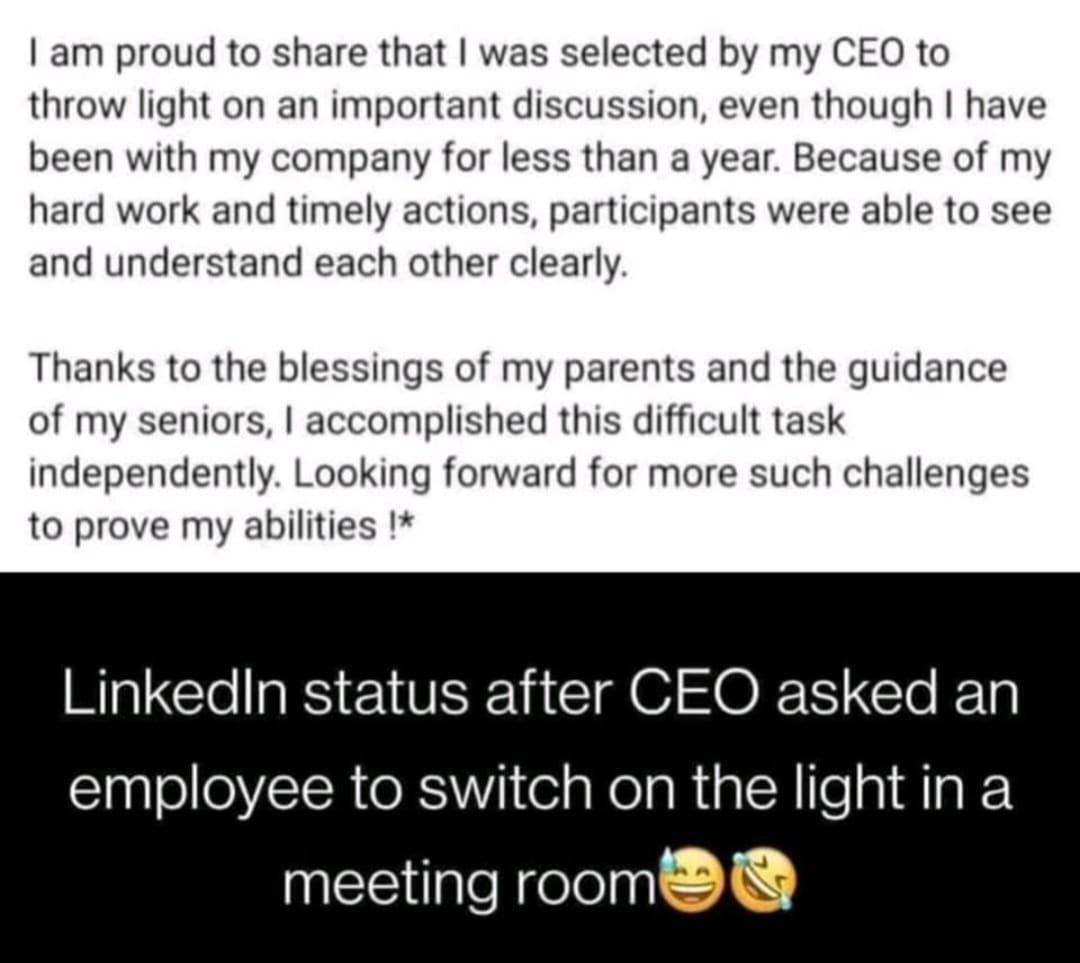 I am proud to share that I was selected by my CEO to
throw light on an important discussion, even though I have
been with my company for less than a year. Because of my
hard work and timely actions, participants were able to see
and understand each other clearly.
Thanks to the blessings of my parents and the guidance
of my seniors, I accomplished this difficult task
independently. Looking forward for more such challenges
to prove my abilities !*
LinkedIn status after CEO asked an
employee to switch on the light in a
meeting room😅🤣